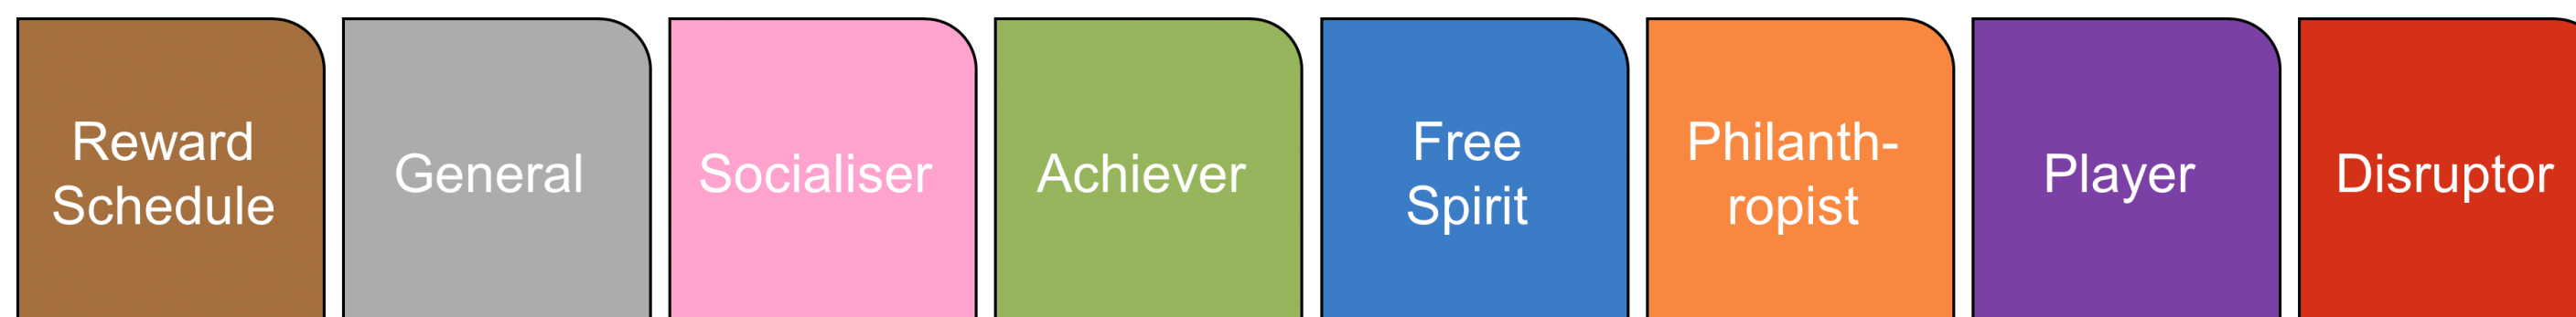 Reward
Schedule
General
Socialiser
Achiever
Free
Spirit
Philanth-
ropist
Player
Disruptor